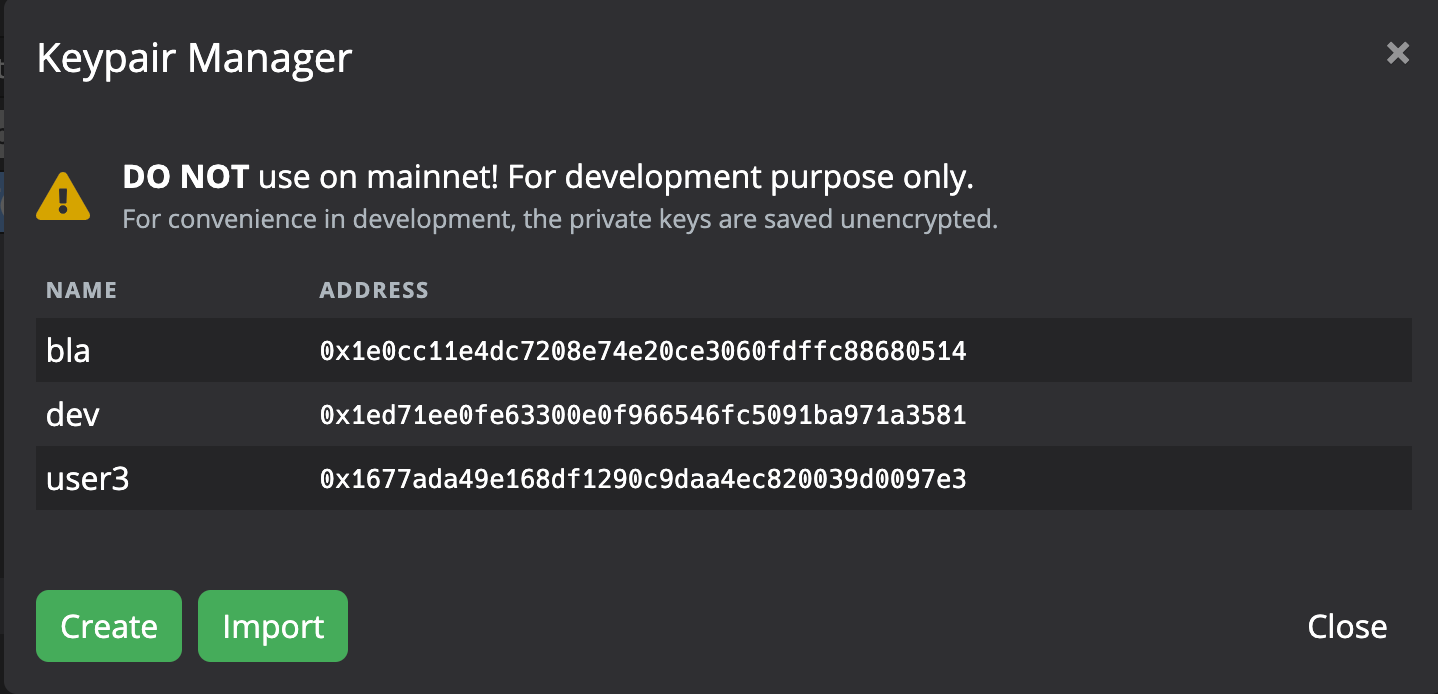 Keypair Manager
DO NOT use on mainnet! For development purpose only.
For convenience in development, the private keys are saved unencrypted.
NAME ADDRESS
bla 0x1e0cc11e4dc7208e74e20ce3060fdffc88680514
dev 0x1ed71ee0fe63300e0f966546fc5091ba971a3581
user3 0x1677ada49e168df1290c9daa4ec820039d0097e3
Create Import Close